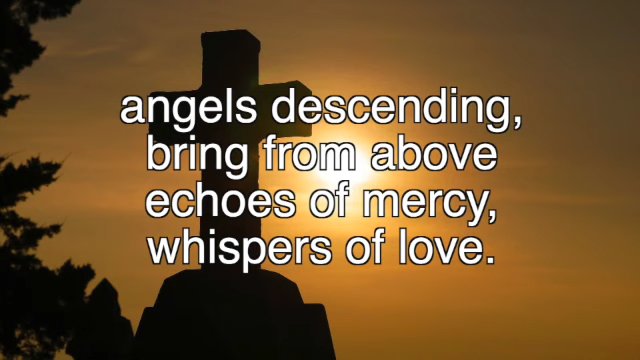 angels descending,
bring from above
echoes of mercy,
whispers of love.